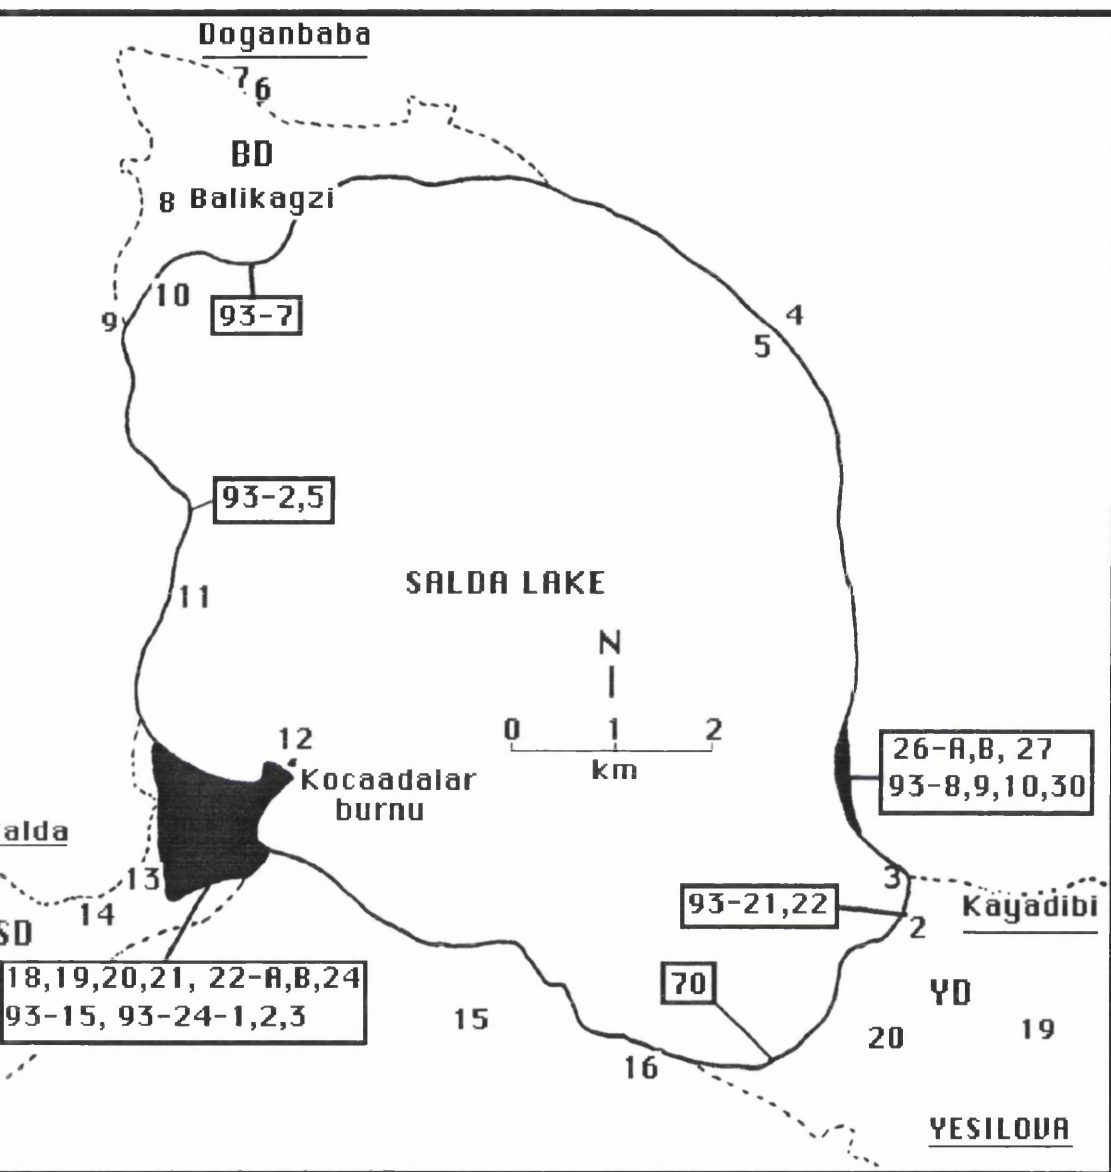 Doganbaba
7
6
BD
8 Balikagzi
10
93-7
9
4
5
93-2,5
SALDA LAKE
11
N
0 1 2
km
12
Kocaadalar
burnu
26-A,B, 27
93-8,9,10,30
alda
13
14
SD
3
93-21,22
Kayadibi
2
18,19,20,21, 22-A,B,24
93-15, 93-24-1,2,3
70
YD
15
20
19
16
YESILOVA